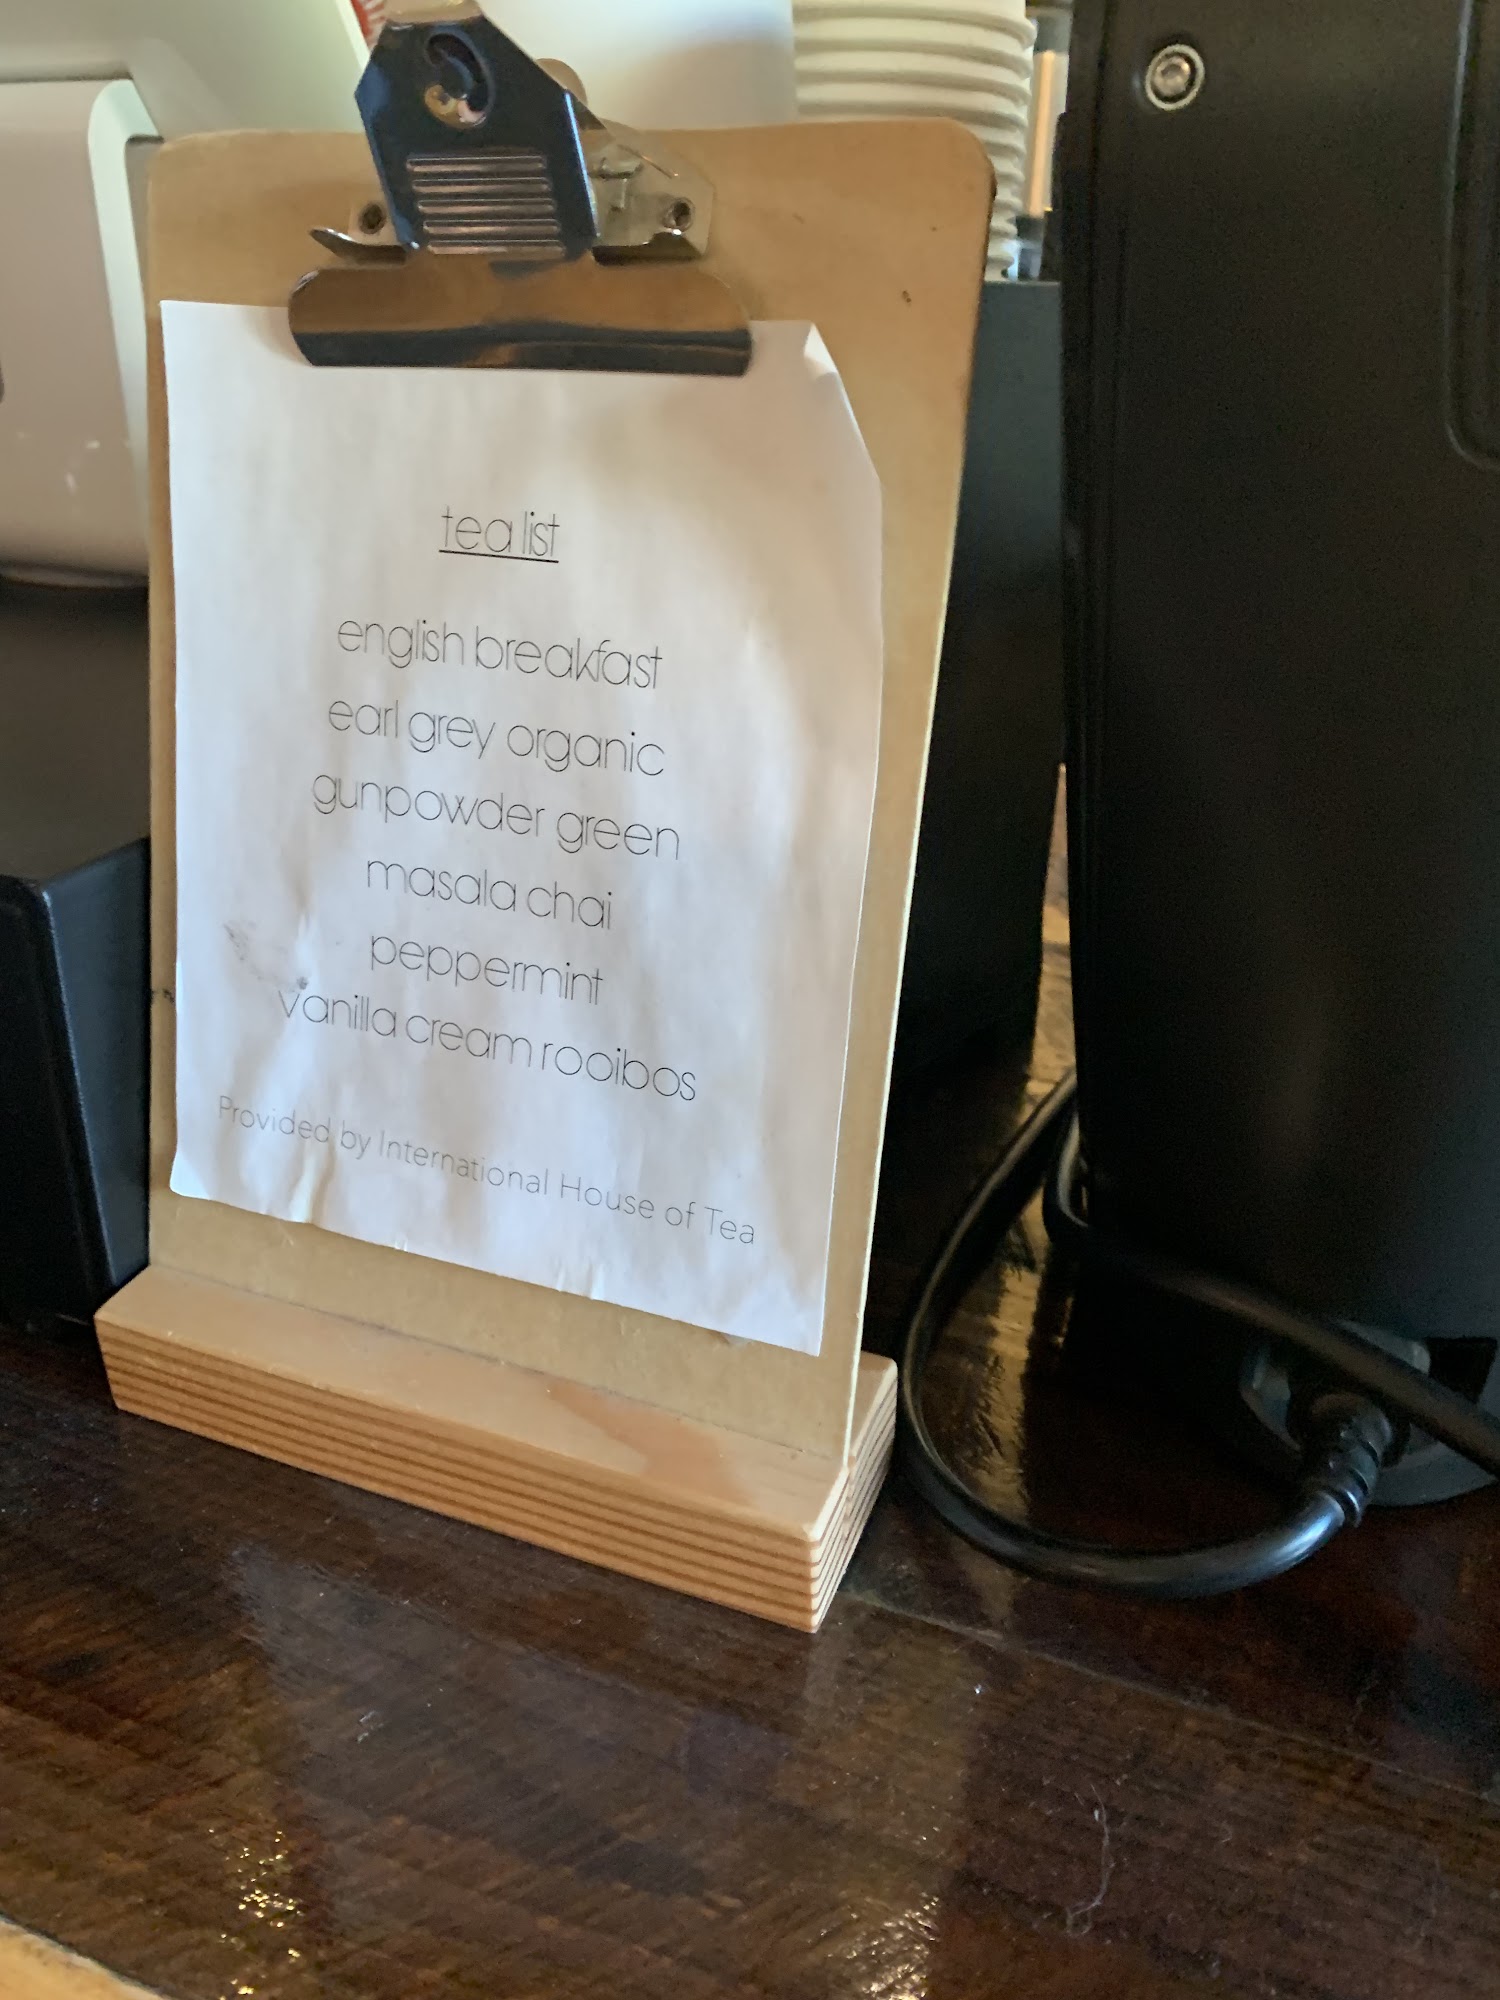 tea list
english breakfast
earl grey organic
gunpowder green
masala chai
peppermint
vanilla cream rooibos
Provided by International House of Tea